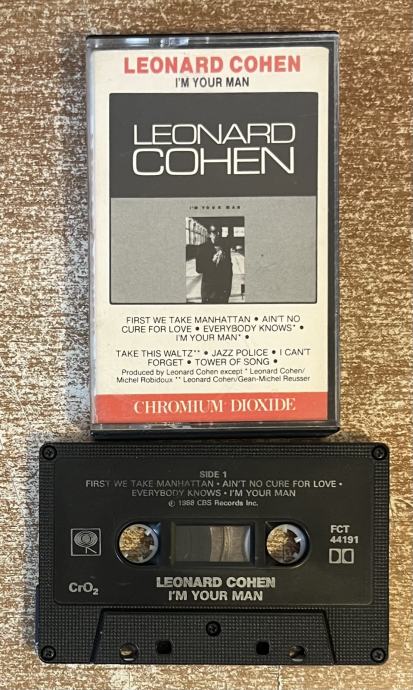 LEONARD COHEN
I'M YOUR MAN
LEONARD
COHEN
I'M YOUR MAN
FIRST WE TAKE MANHATTAN • AIN'T NO
CURE FOR LOVE • EVERYBODY KNOWS* •
I'M YOUR MAN* •
TAKE THIS WALTZ** • JAZZ POLICE • I CAN'T
FORGET • TOWER OF SONG •
Produced by Leonard Cohen except * Leonard Cohen/
Michel Robidoux ** Leonard Cohen/Gean-Michel Reusser
CHROMIUM DIOXIDE
SIDE 1
FIRST WE TAKE MANHATTAN • AIN'T NO CURE FOR LOVE •
EVERYBODY KNOWS • I'M YOUR MAN
℗ 1988 CBS Records Inc.
FCT
44191
CrO₂
LEONARD COHEN
I'M YOUR MAN